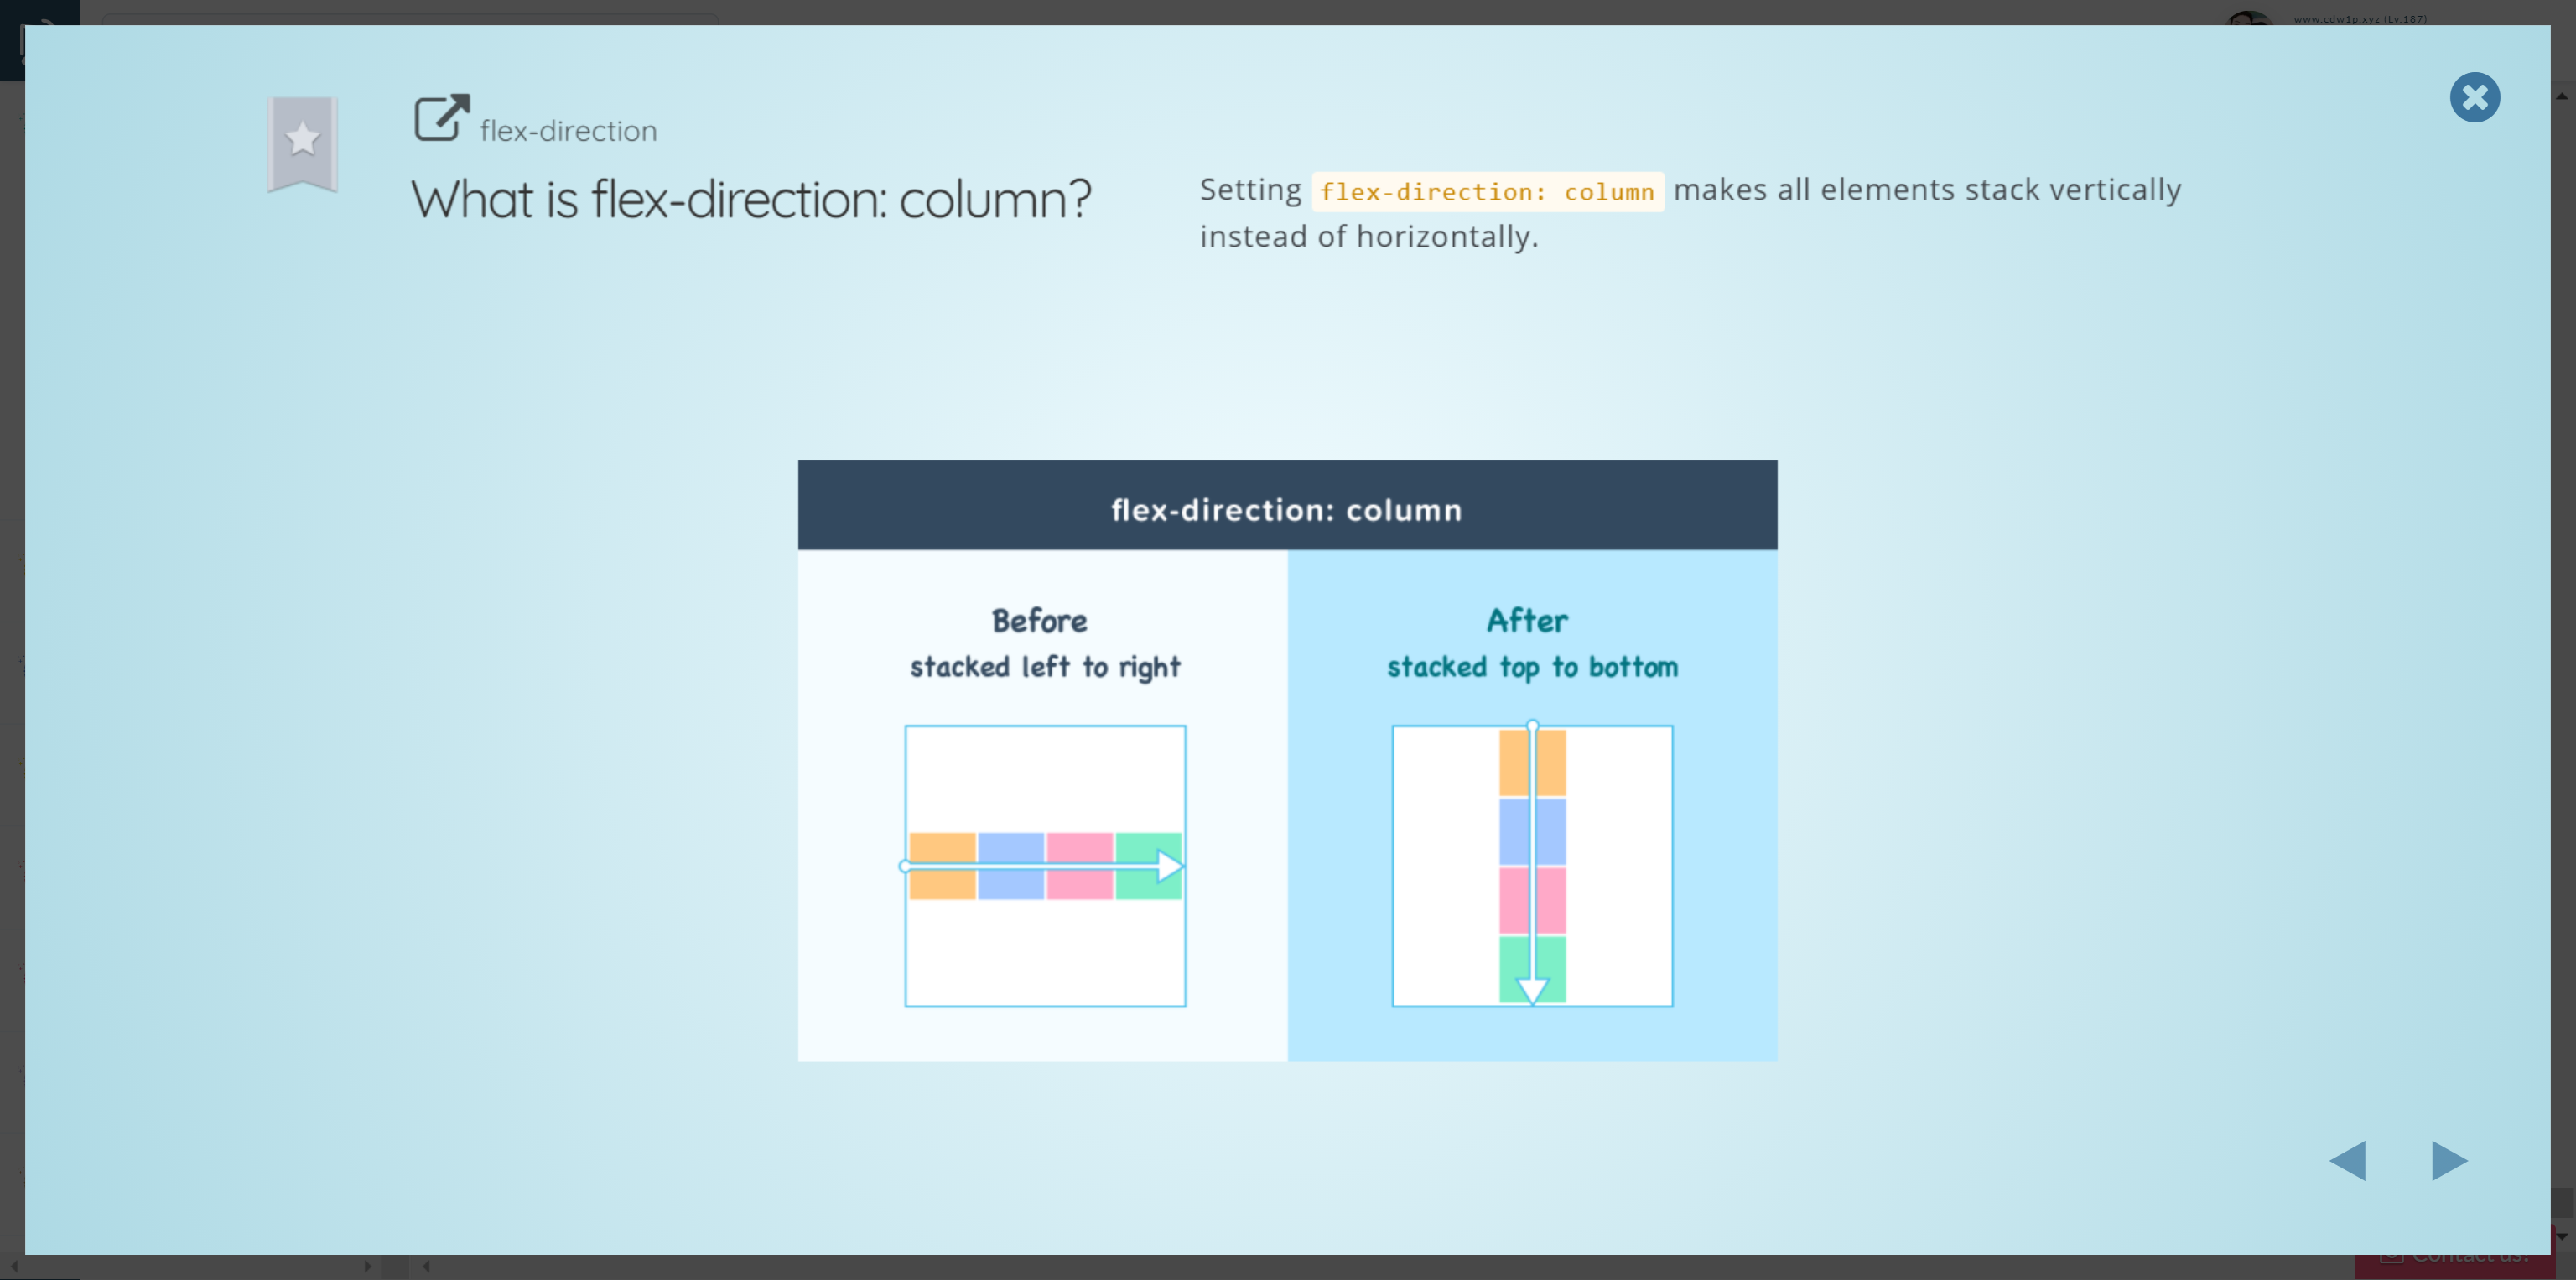 www.cdw1p.xyz (Lv.187)
flex-direction
What is flex-direction: column?
Setting flex-direction: column makes all elements stack vertically
instead of horizontally.
flex-direction: column
Before
stacked left to right
After
stacked top to bottom
Contact us!